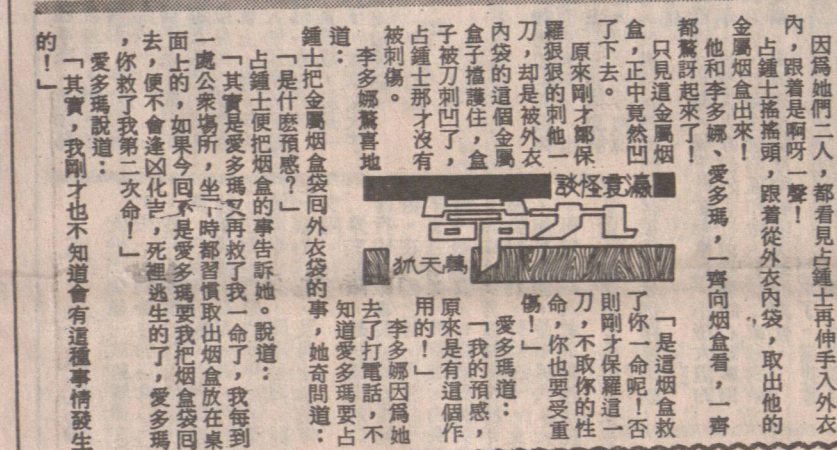 因爲她們二人,都看見占鍾士再伸手入外衣
內,跟着是啊呀一聲!
占鍾士搖搖頭,跟着從外衣內袋,取出他的
金屬烟盒出來!
他和李多娜、愛多瑪,一齊向烟盒看,一齊
都驚訝起來了!
只見道金屬烟
盒,正中竟然凹
了下去。
原來剛才鄒保
羅狠狠的刺他一
刀,却是被外衣
內袋的這個金屬
盒子擋護住,盒
子被刀刺凹了,
占鍾士那才沒有
被刺傷。
李多娜驚喜地
道:
瀛寰怪談
萬天狐
「是這烟盒救
了你一命呢!否
則剛才保羅這一
刀,不取你的性
命,你也要受重
傷!」
愛多瑪道:
「我的預感,
原來是有這個作
用的!」
李多娜因爲她
去了打電話,不
知道愛多瑪要占
鍾士把金屬烟盒袋回外衣袋的事,她奇問道:
「是什麽預感?」
占鍾士便把烟盒的事告訴她。說道:
「其實是愛多瑪又再救了我一命了,我每到
一處公衆塲所,坐下時都習慣取出烟盒放在桌
面上的,如果今回不是愛多瑪要我把烟盒袋回
去,便不會逢凶化吉,死裡逃生的了,愛多瑪
,你救了我第二次命!」
愛多瑪說道:
「其實,我剛才也不知道會有這種事情發生
的!」